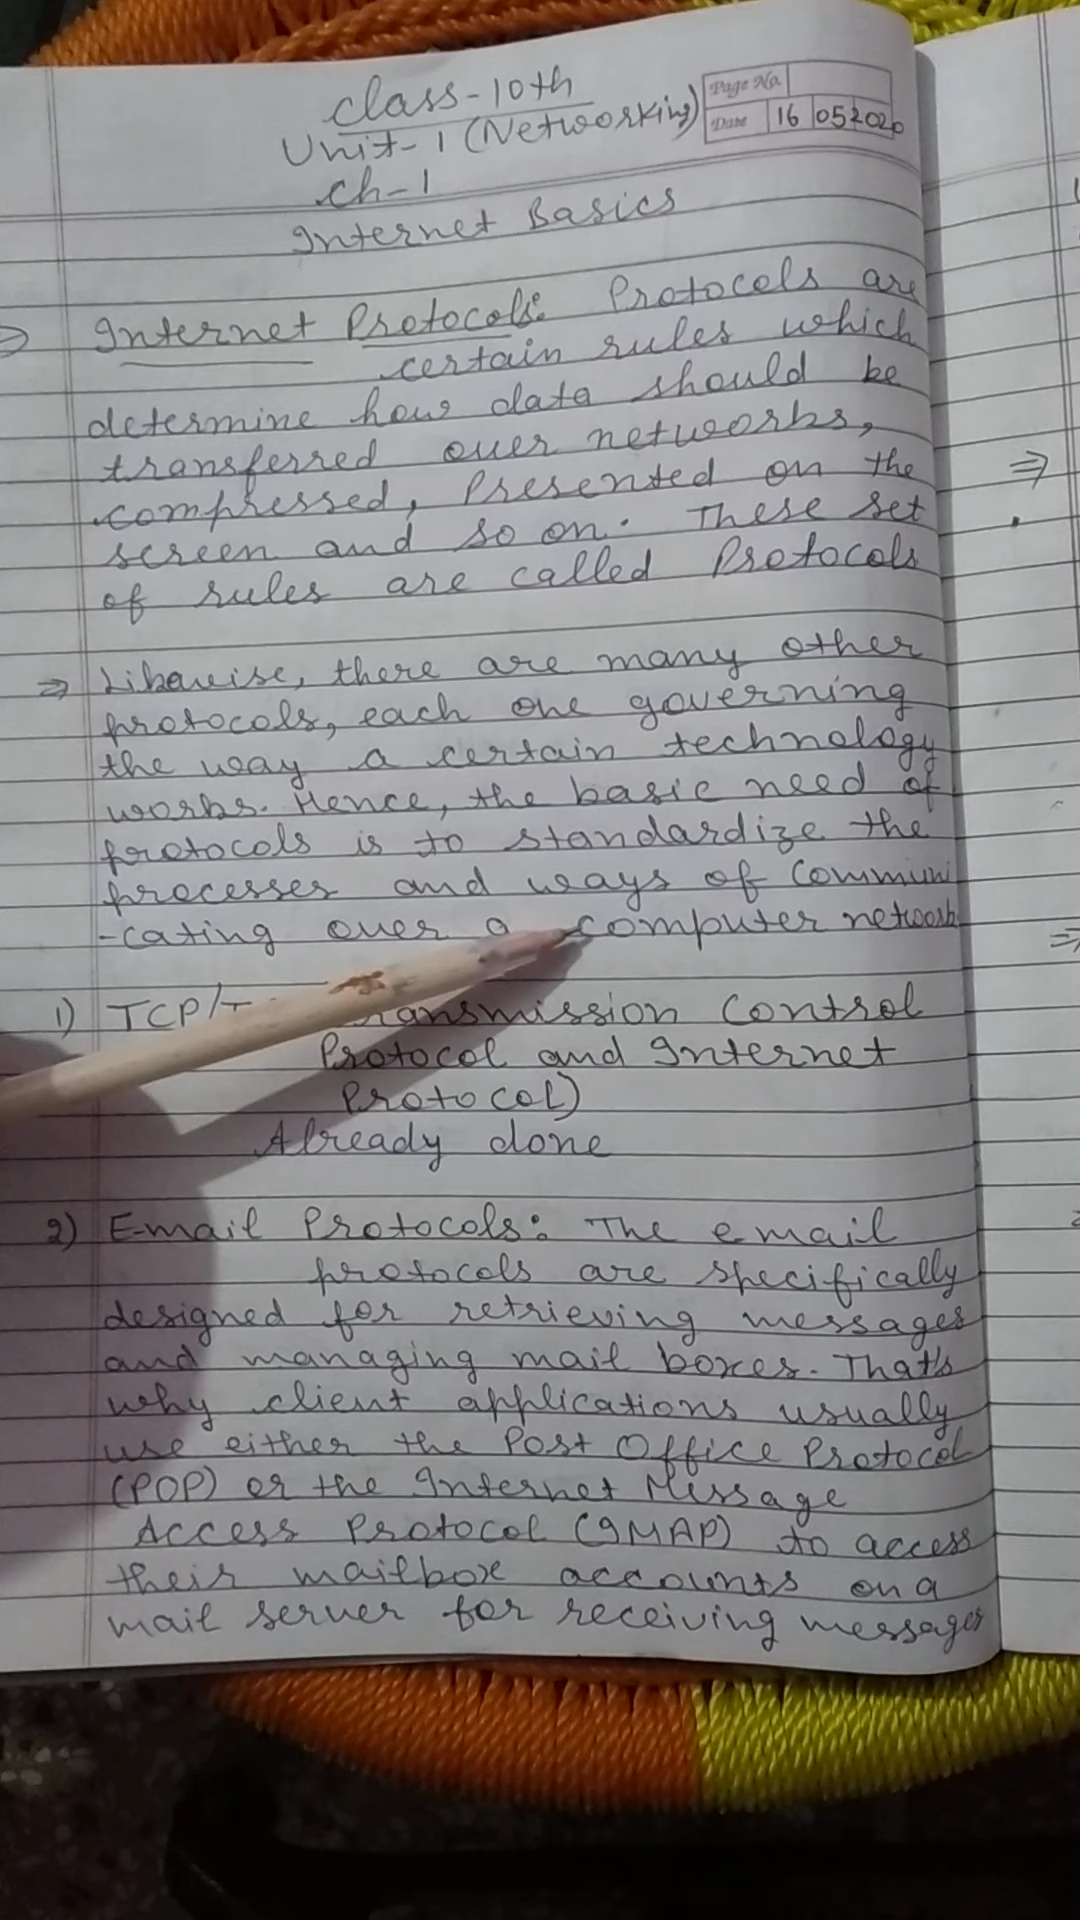 Class-10th
Unit-1 (Networking)
Page No.
Date 16 05 2020
Ch-1
Internet Basics
⇒ Internet Protocol: Protocols are
certain rules which
determine how data should be
transferred over networks,
compressed, Presented on the
screen and so on. These set
of rules are called Protocols
⇒ Likewise, there are many other
protocols, each one governing
the way a certain technology
works. Hence, the basic need of
protocols is to standardize the
processes and ways of communi
-cating over a computer network
1) TCP/ Transmission Control
Protocol and Internet
Protocol)
Already done
2) E-mail Protocols: The e-mail
protocols are specifically
designed for retrieving messages
and managing mail boxes. That's
why client applications usually
use either the Post Office Protocol
(POP) or the Internet Message
Access Protocol (IMAP) to access
their mailbox accounts on a
mail server for receiving messages